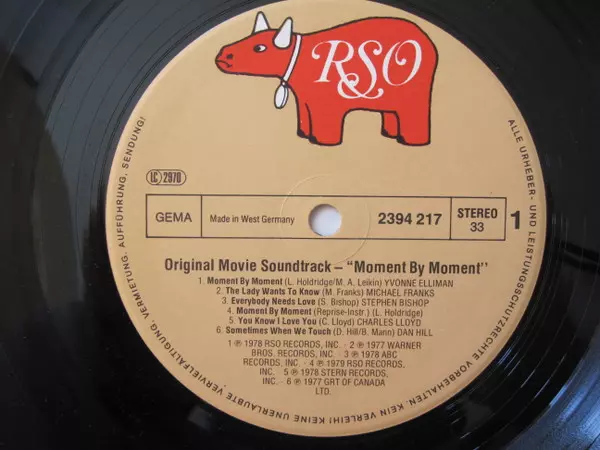 RSO
LC 2970
GEMA
Made in West Germany
2394 217
STEREO
33
1
Original Movie Soundtrack – "Moment By Moment"
1. Moment By Moment (L. Holdridge/M. A. Leikin) YVONNE ELLIMAN
2. The Lady Wants To Know (M. Franks) MICHAEL FRANKS
3. Everybody Needs Love (S. Bishop) STEPHEN BISHOP
4. Moment By Moment (Reprise-Instr.) (L. Holdridge)
5. You Know I Love You (C. Lloyd) CHARLES LLOYD
6. Sometimes When We Touch (D. Hill/B. Mann) DAN HILL
1 ℗ 1978 RSO RECORDS, INC. · 2 ℗ 1977 WARNER
BROS. RECORDS INC. · 3 ℗ 1978 ABC
RECORDS, INC. · 4 ℗ 1979 RSO RECORDS,
INC. · 5 ℗ 1978 STERN RECORDS,
INC. · 6 ℗ 1977 GRT OF CANADA
LTD.
ALLE URHEBER- UND LEISTUNGSSCHUTZRECHTE VORBEHALTEN. KEIN VERLEIH! KEINE UNERLAUBTE VERVIELFÄLTIGUNG, VERMIETUNG, AUFFÜHRUNG, SENDUNG!